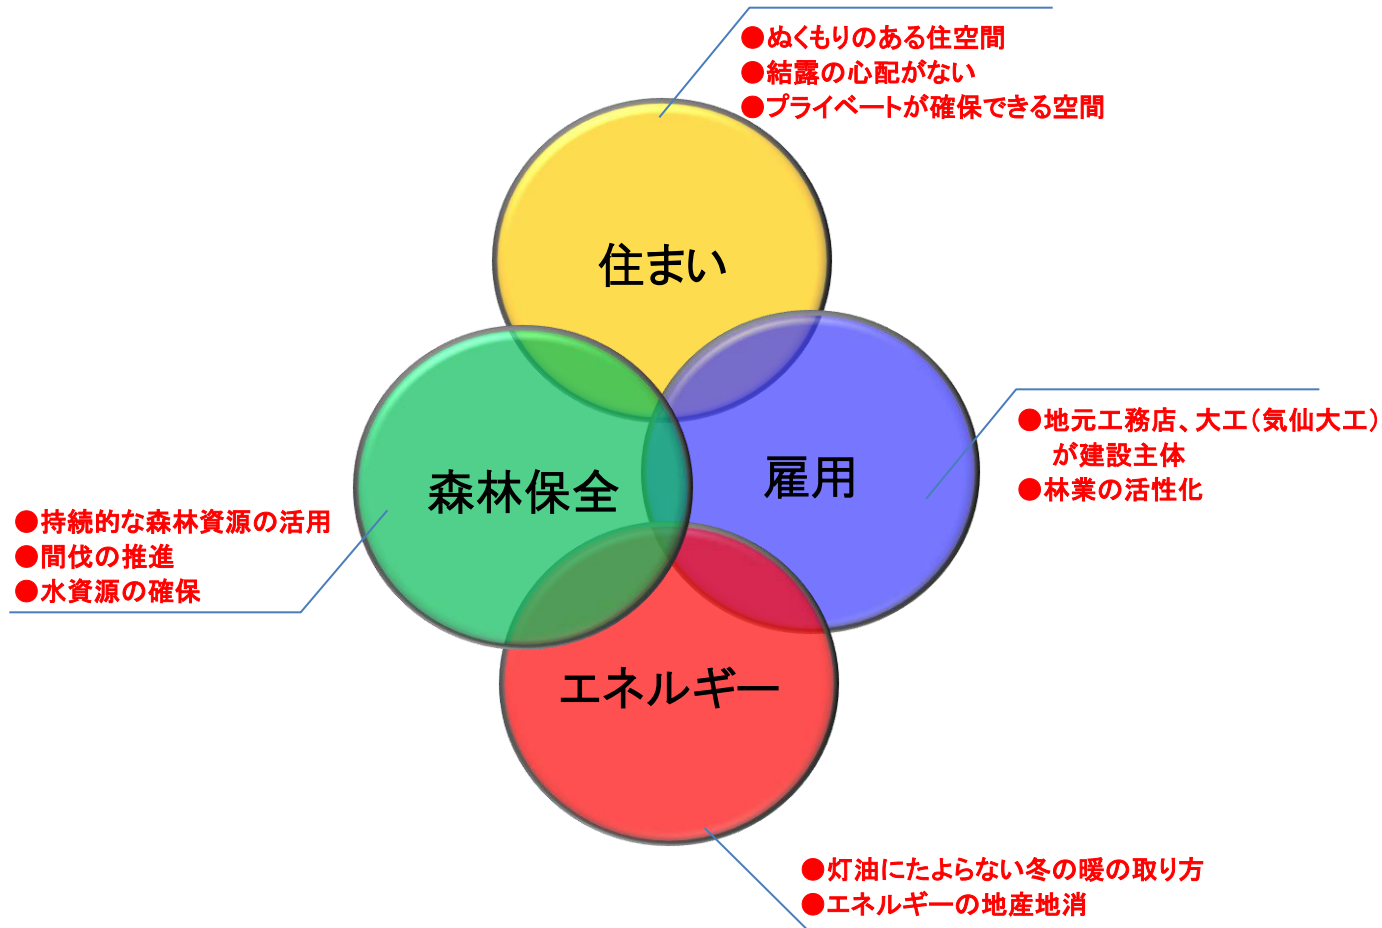 ●ぬくもりのある住空間
●結露の心配がない
●プライベートが確保できる空間
住まい
●地元工務店、大工（気仙大工）
が建設主体
●林業の活性化
雇用
森林保全
●持続的な森林資源の活用
●間伐の推進
●水資源の確保
エネルギー
●灯油にたよらない冬の暖の取り方
●エネルギーの地産地消